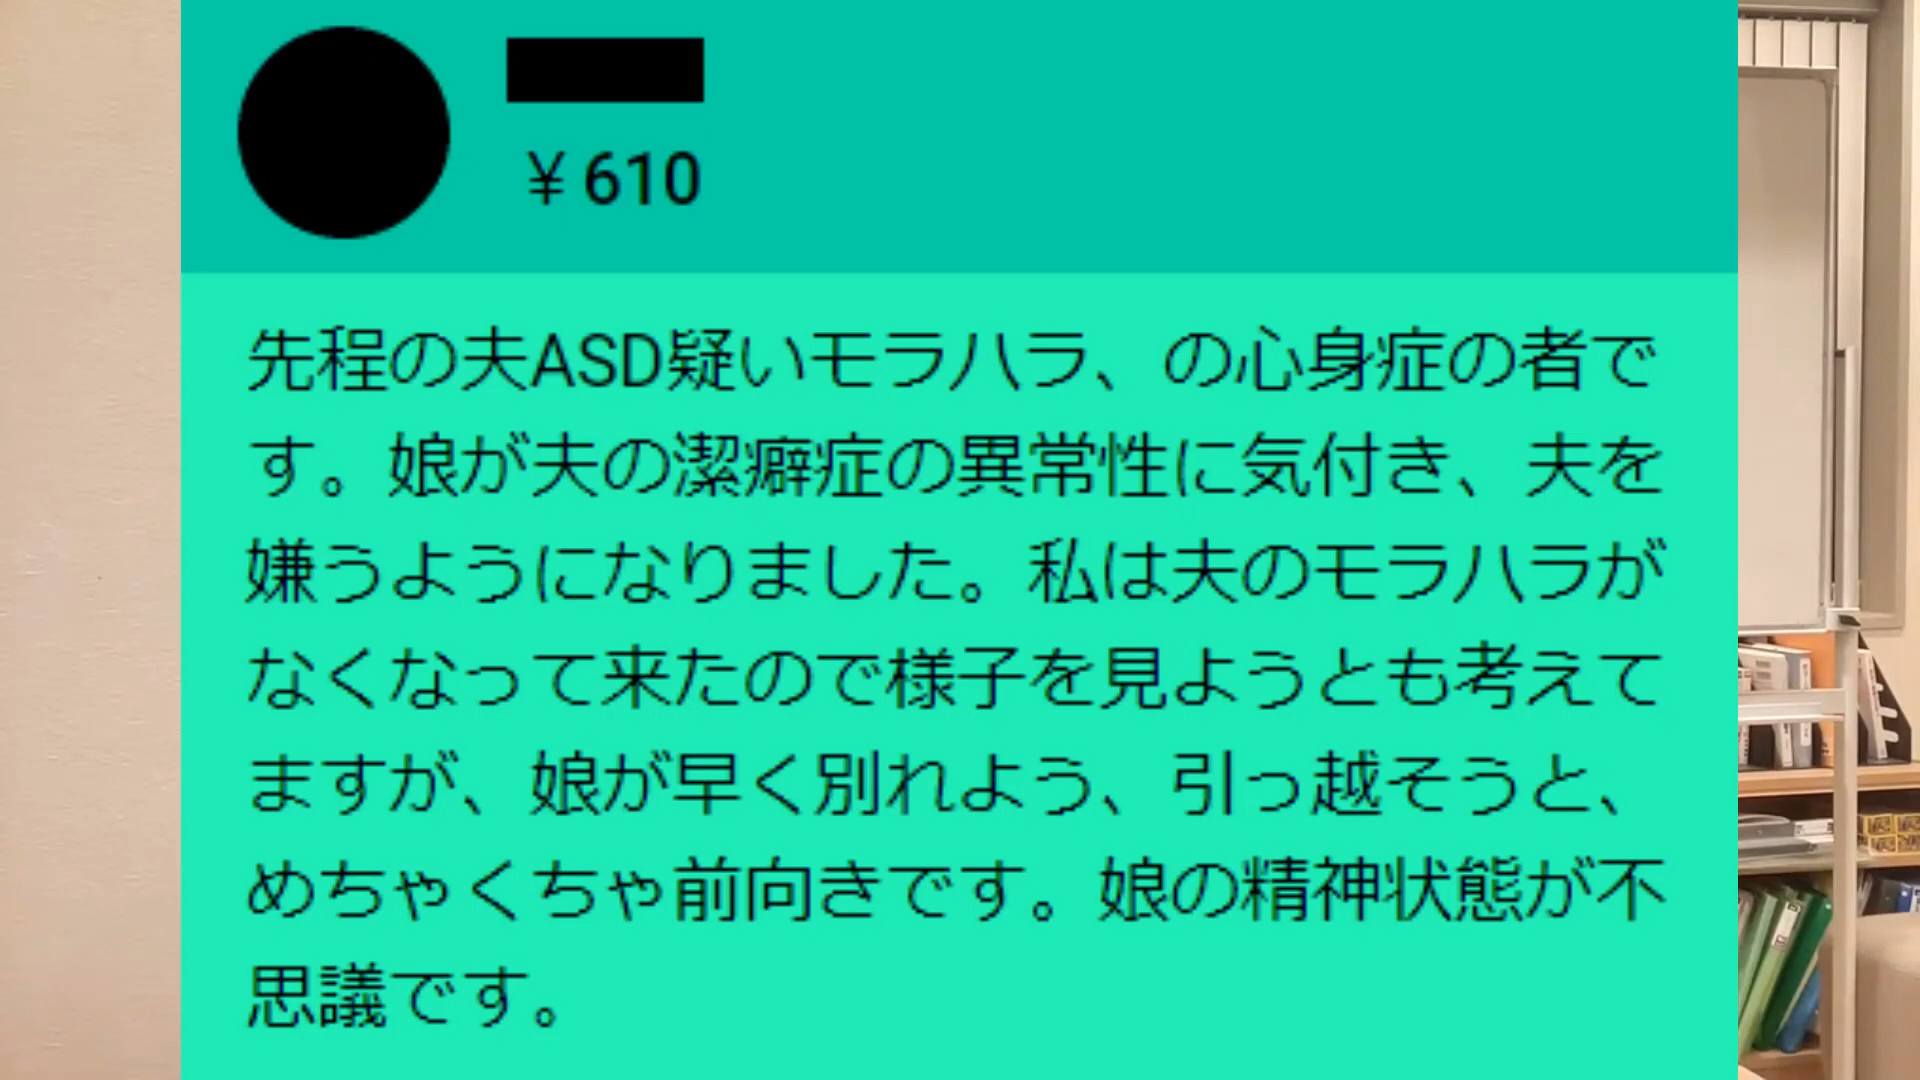 ¥610
先程の夫ASD疑いモラハラ、の心身症の者で
す。娘が夫の潔癖症の異常性に気付き、夫を
嫌うようになりました。私は夫のモラハラが
なくなって来たので様子を見ようとも考えて
ますが、娘が早く別れよう、引っ越そうと、
めちゃくちゃ前向きです。娘の精神状態が不
思議です。